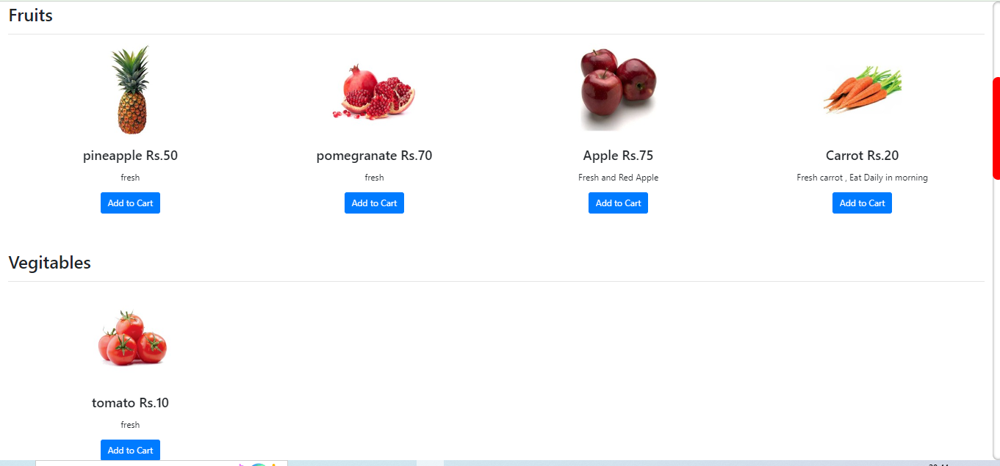 Fruits
pineapple Rs.50
pomegranate Rs.70
Apple Rs.75
Carrot Rs.20
fresh
fresh
Fresh and Red Apple
Fresh carrot , Eat Daily in morning
Add to Cart
Add to Cart
Add to Cart
Add to Cart
Vegitables
tomato Rs.10
fresh
Add to Cart